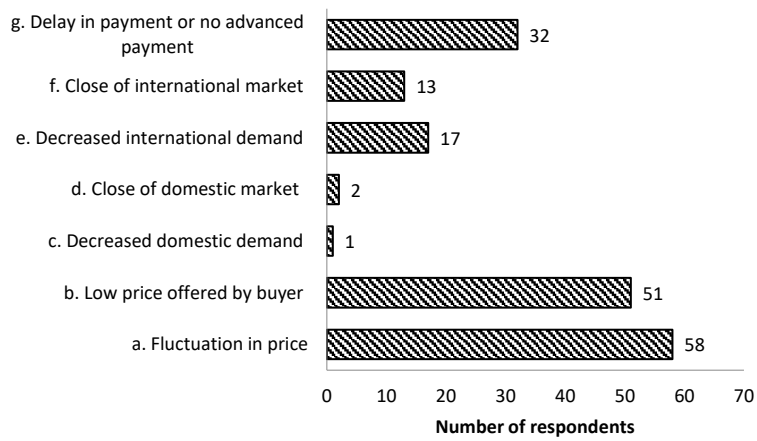 g. Delay in payment or no advanced
payment
32
f. Close of international market
13
e. Decreased international demand
17
d. Close of domestic market
2
c. Decreased domestic demand
1
b. Low price offered by buyer
51
a. Fluctuation in price
58
0 10 20 30 40 50 60 70
Number of respondents